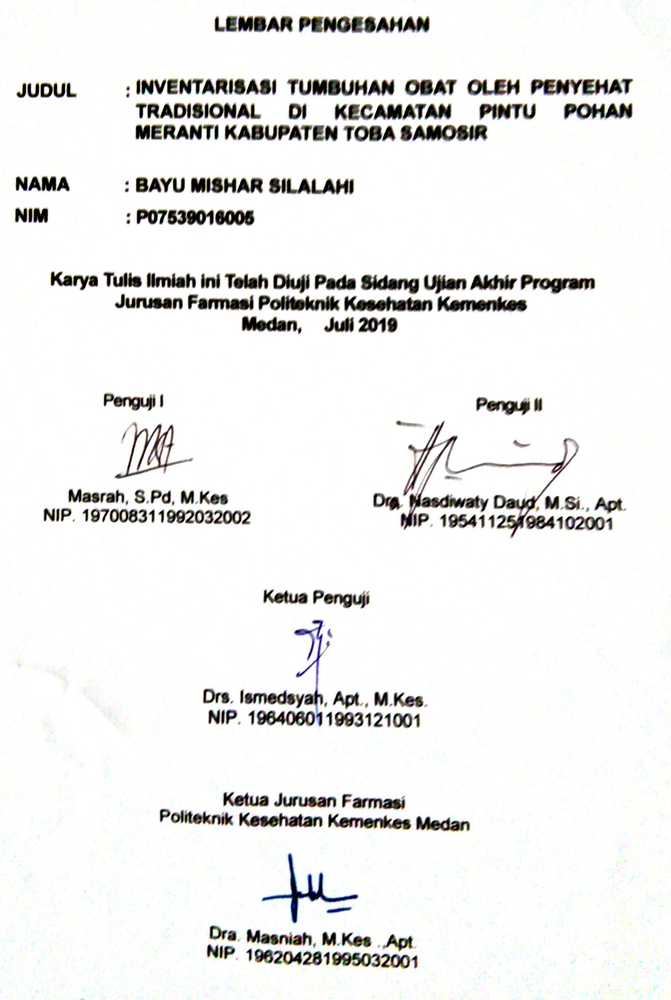 LEMBAR PENGESAHAN
JUDUL : INVENTARISASI TUMBUHAN OBAT OLEH PENYEHAT
TRADISIONAL DI KECAMATAN PINTU POHAN
MERANTI KABUPATEN TOBA SAMOSIR
NAMA : BAYU MISHAR SILALAHI
NIM : P07539016005
Karya Tulis Ilmiah ini Telah Diuji Pada Sidang Ujian Akhir Program
Jurusan Farmasi Politeknik Kesehatan Kemenkes
Medan, Juli 2019
Penguji I
Masrah, S.Pd, M.Kes
NIP. 197008311992032002
Penguji II
Dra. Nasdiwaty Daud, M.Si., Apt.
NIP. 195411251984102001
Ketua Penguji
Drs. Ismedsyah, Apt., M.Kes.
NIP. 196406011993121001
Ketua Jurusan Farmasi
Politeknik Kesehatan Kemenkes Medan
Dra. Masniah, M.Kes .,Apt.
NIP. 196204281995032001